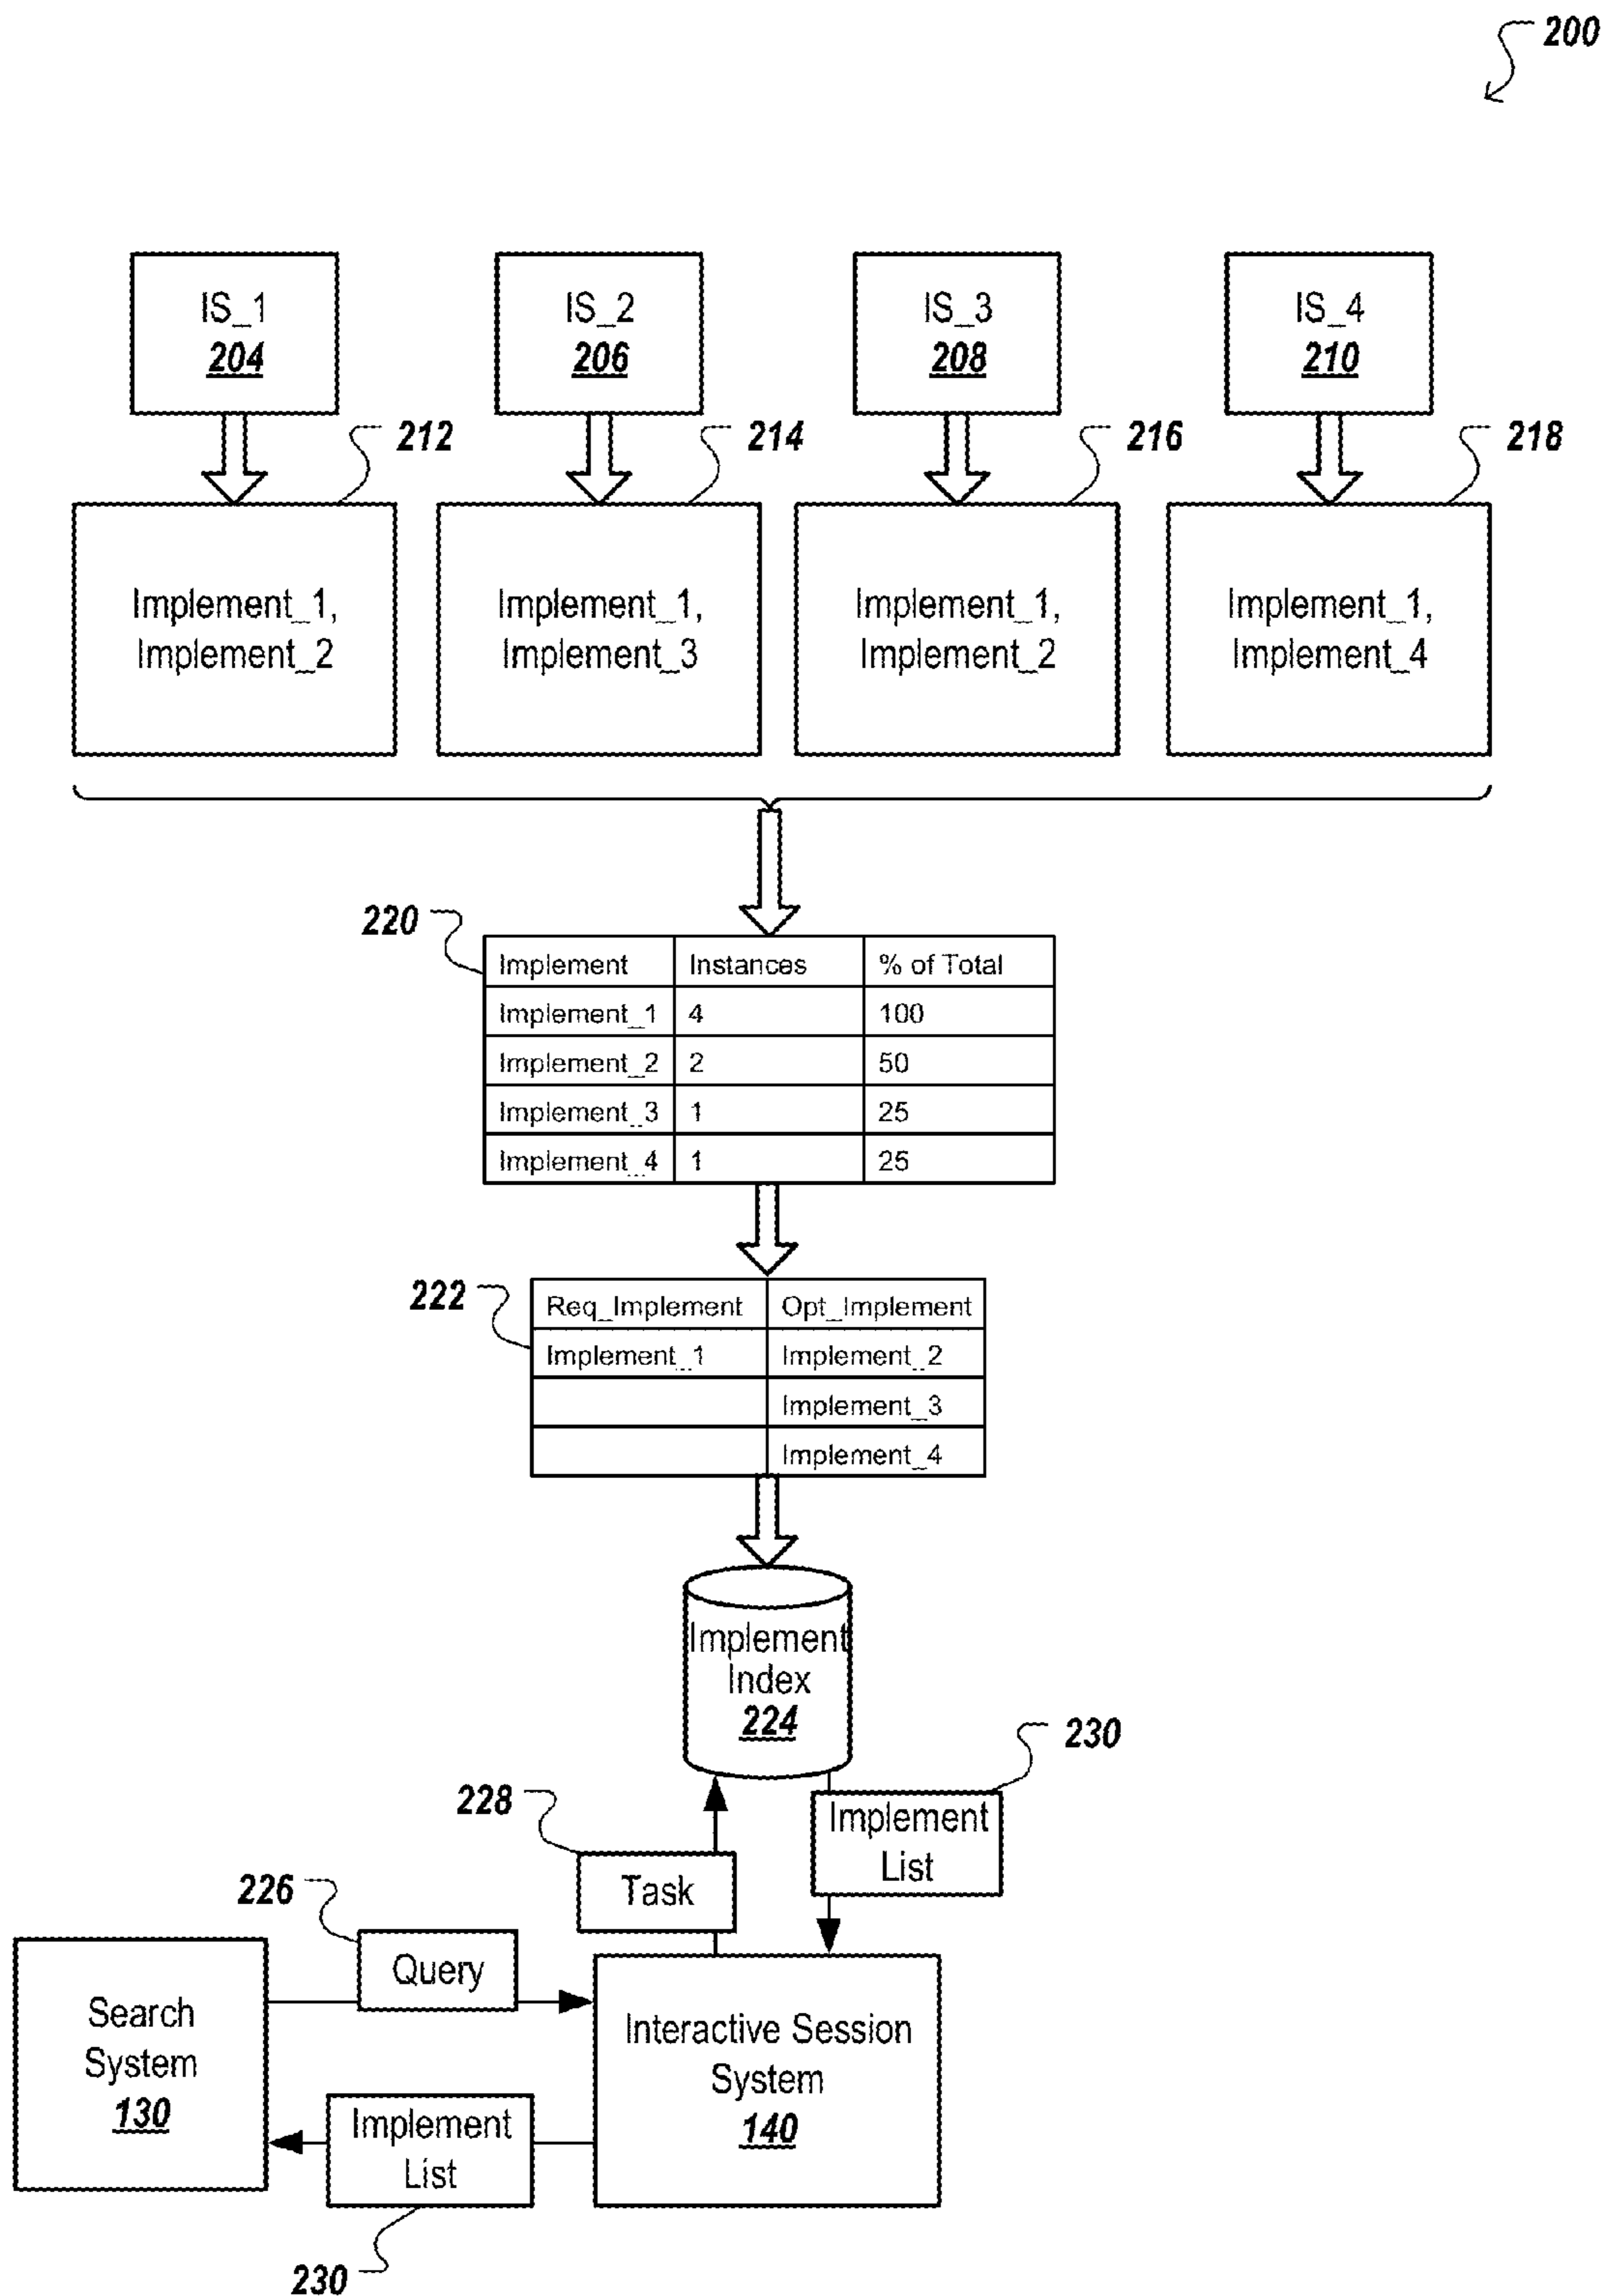 200
IS_1
204
IS_2
206
IS_3
208
IS_4
210
212
214
216
218
Implement_1,
Implement_2
Implement_1,
Implement_3
Implement_1,
Implement_2
Implement_1,
Implement_4
220
Implement Instances % of Total
Implement_1 4 100
Implement_2 2 50
Implement_3 1 25
Implement_4 1 25
222
Req_Implement Opt_Implement
Implement_1 Implement_2
Implement_3
Implement_4
Implement
Index
224
230
228
Implement
List
Task
226
Query
Search
System
130
Interactive Session
System
140
Implement
List
230